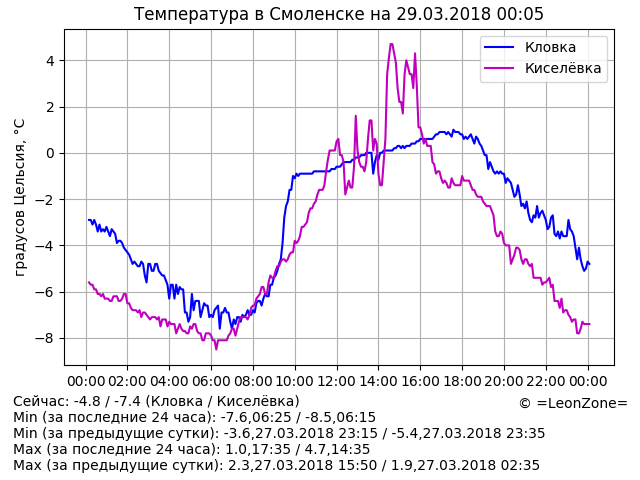 Температура в Смоленске на 29.03.2018 00:05
Кловка
Киселёвка
градусов Цельсия, °C
4
2
0
−2
−4
−6
−8
00:00 02:00 04:00 06:00 08:00 10:00 12:00 14:00 16:00 18:00 20:00 22:00 00:00
Сейчас: -4.8 / -7.4 (Кловка / Киселёвка)
© =LeonZone=
Min (за последние 24 часа): -7.6,06:25 / -8.5,06:15
Min (за предыдущие сутки): -3.6,27.03.2018 23:15 / -5.4,27.03.2018 23:35
Max (за последние 24 часа): 1.0,17:35 / 4.7,14:35
Max (за предыдущие сутки): 2.3,27.03.2018 15:50 / 1.9,27.03.2018 02:35